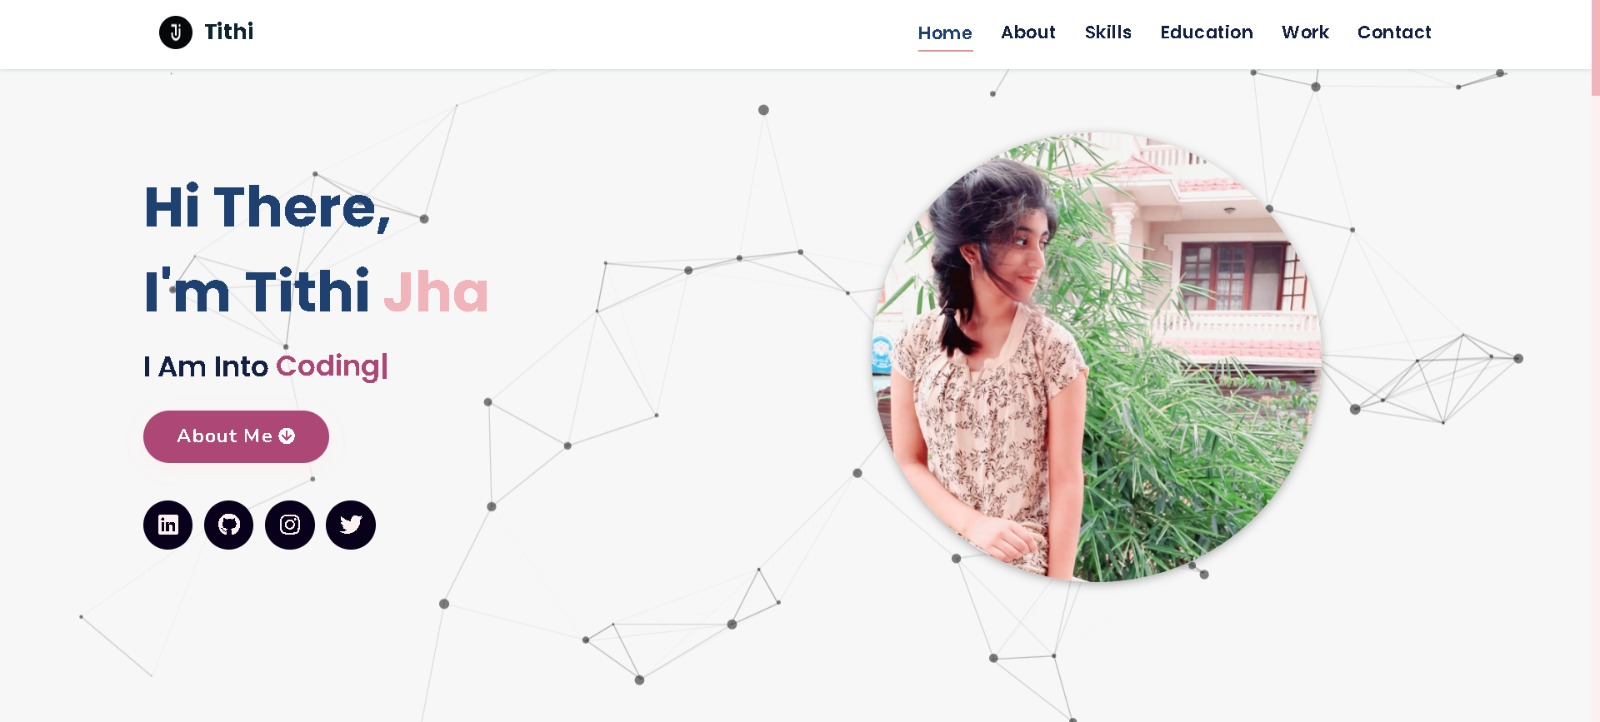 Tithi
Home About Skills Education Work Contact
Hi There,
I'm Tithi Jha
I Am Into Coding|
About Me